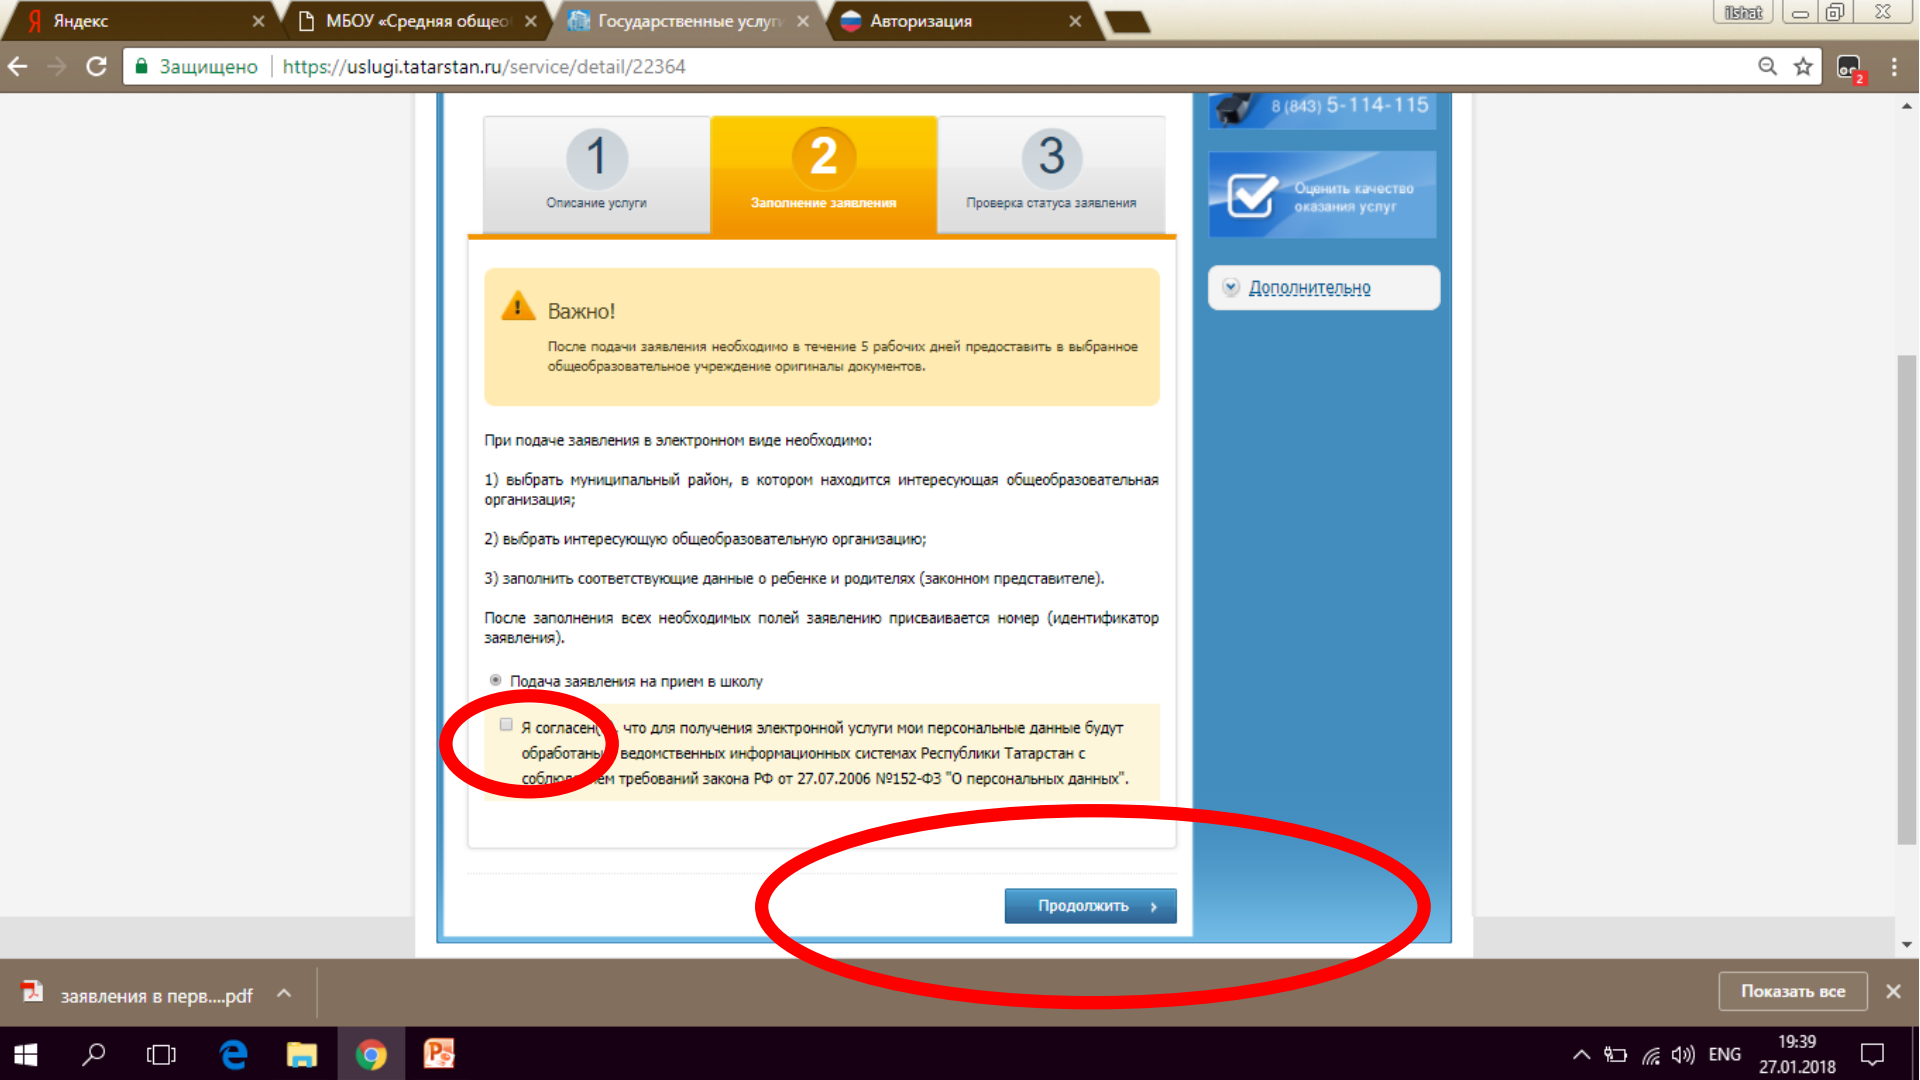 Яндекс
МБОУ «Средняя общео
Государственные услуги
Авторизация
ilshat
Защищено
https://uslugi.tatarstan.ru/service/detail/22364
2
8 (843) 5-114-115
1
Описание услуги
2
Заполнение заявления
3
Проверка статуса заявления
Оценить качество
оказания услуг
Дополнительно
Важно!
После подачи заявления необходимо в течение 5 рабочих дней предоставить в выбранное
общеобразовательное учреждение оригиналы документов.
При подаче заявления в электронном виде необходимо:
1) выбрать муниципальный район, в котором находится интересующая общеобразовательная
организация;
2) выбрать интересующую общеобразовательную организацию;
3) заполнить соответствующие данные о ребенке и родителях (законном представителе).
После заполнения всех необходимых полей заявлению присваивается номер (идентификатор
заявления).
Подача заявления на прием в школу
Я согласен( , что для получения электронной услуги мои персональные данные будут
обработаны ведомственных информационных системах Республики Татарстан с
требований закона РФ от 27.07.2006 №152-ФЗ "О персональных данных".
Продолжить
заявления в перв....pdf
Показать все
ENG
19:39
27.01.2018